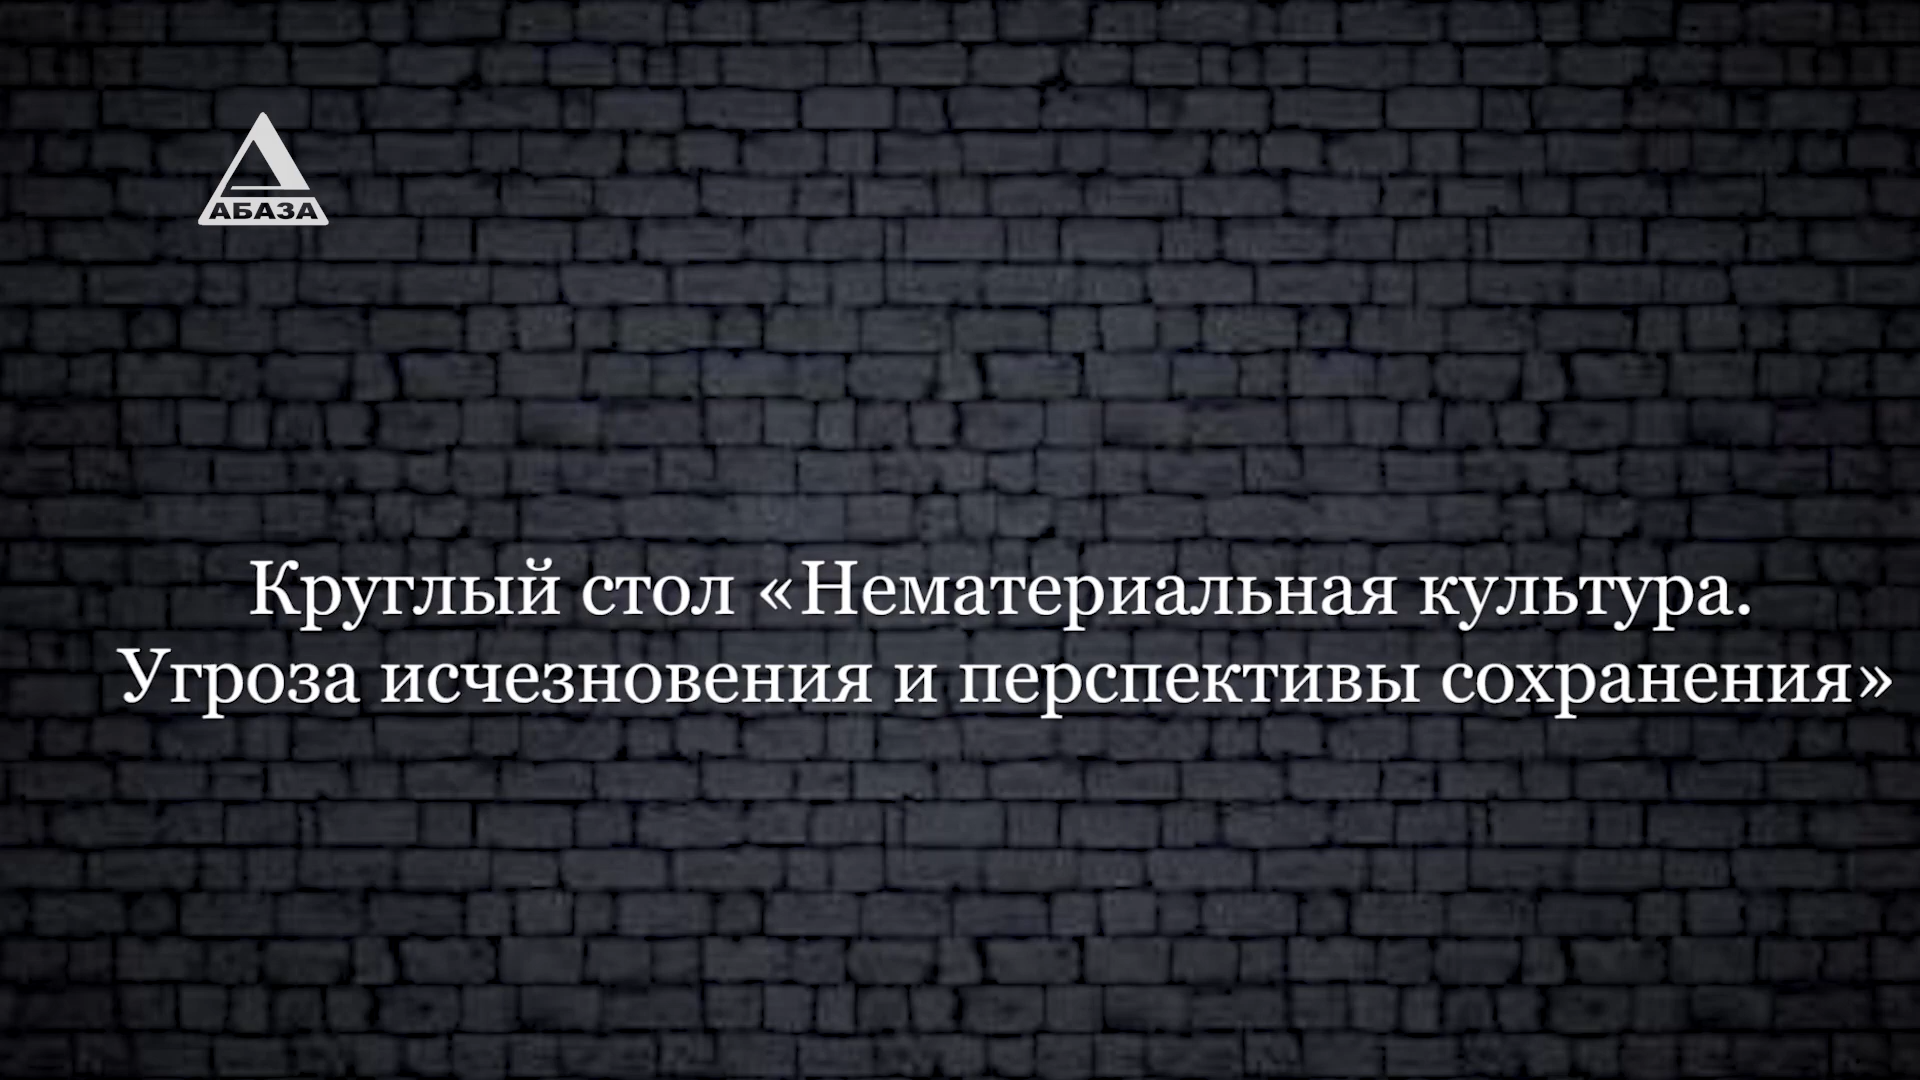 АБАЗА
Круглый стол «Нематериальная культура.
Угроза исчезновения и перспективы сохранения»